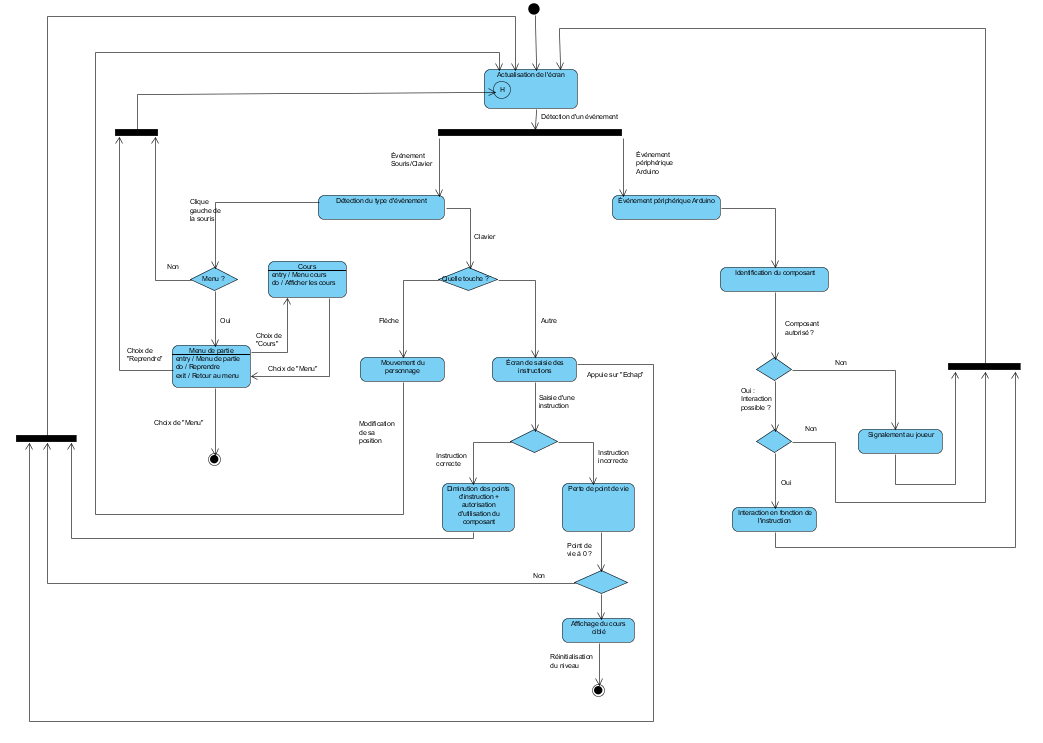 Actualisation de l'écran
H
Détection d'un événement
Événement
Souris/Clavier
Événement
périphérique
Arduino
Détection du type d'événement
Événement périphérique Arduino
Clique
gauche de
la souris
Clavier
Menu ?
Non
Oui
Cours
entry / Menu cours
do / Afficher les cours
Quelle touche ?
Identification du composant
Flèche
Autre
Composant
autorisé ?
Choix de
"Cours"
Choix de
"Reprendre"
Menu de partie
entry / Menu de partie
do / Reprendre
exit / Retour au menu
Choix de "Menu"
Mouvement du
personnage
Écran de saisie des
instructions
Appuie sur "Echap"
Non
Saisie d'une
instruction
Oui :
Interaction
possible ?
Choix de "Menu"
Modification
de sa
position
Non
Signalement au joueur
Instruction
correcte
Instruction
incorrecte
Oui
Diminution des points
d'instruction +
autorisation
d'utilisation du
composant
Perte de point de vie
Interaction en fonction de
l'instruction
Point de
vie à 0 ?
Non
Affichage du cours
ciblé
Réinitialisation
du niveau